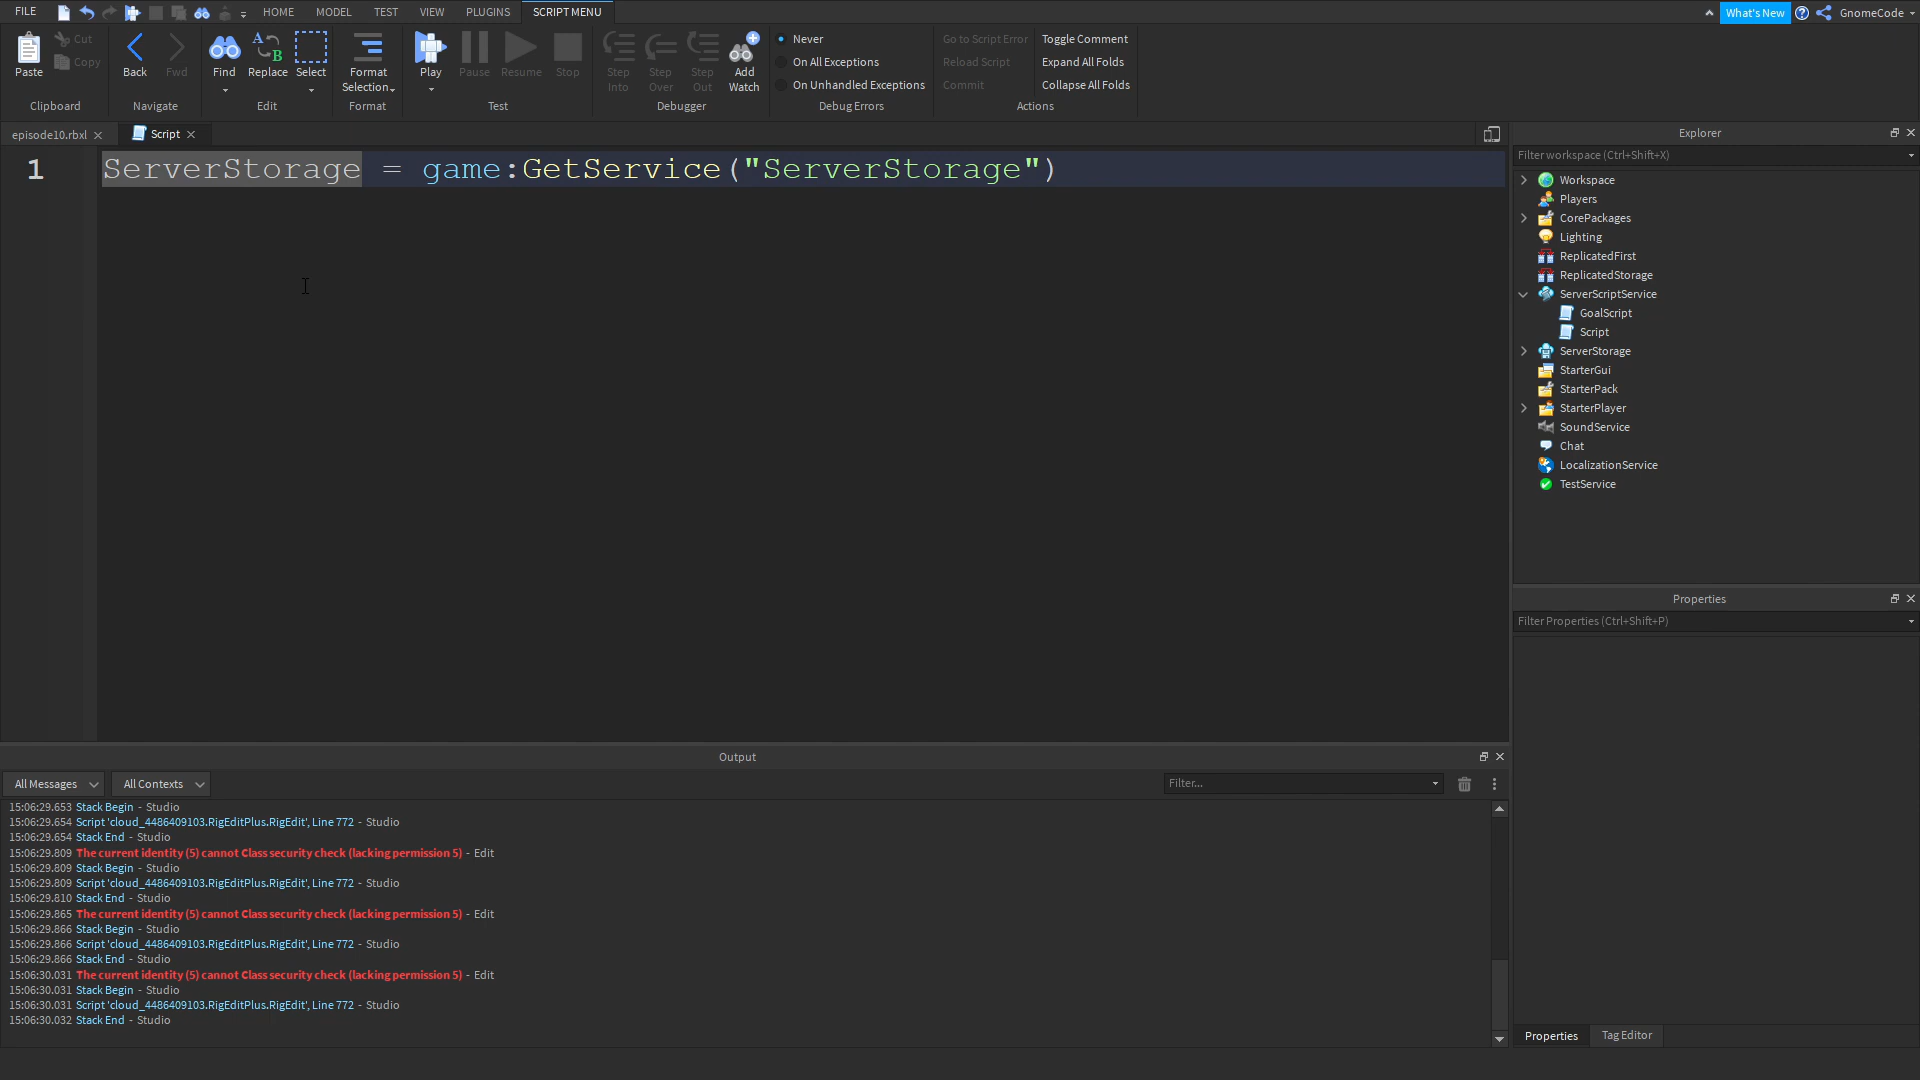 FILE HOME MODEL TEST VIEW PLUGINS SCRIPT MENU What's New GnomeCode
Paste Cut Copy Back Fwd Find Replace Select Format Selection Play Pause Resume Stop Step Into Step Over Step Out Add Watch
Never
On All Exceptions
On Unhandled Exceptions
Go to Script Error
Reload Script
Commit
Toggle Comment
Expand All Folds
Collapse All Folds
Clipboard Navigate Edit Format Test Debugger Debug Errors Actions
episode10.rbxl Script
1 ServerStorage = game:GetService("ServerStorage")
Explorer
Filter workspace (Ctrl+Shift+X)
Workspace
Players
CorePackages
Lighting
ReplicatedFirst
ReplicatedStorage
ServerScriptService
GoalScript
Script
ServerStorage
StarterGui
StarterPack
StarterPlayer
SoundService
Chat
LocalizationService
TestService
Properties
Filter Properties (Ctrl+Shift+P)
Properties Tag Editor
Output
All Messages All Contexts Filter...
15:06:29.653 Stack Begin - Studio
15:06:29.654 Script 'cloud_4486409103.RigEditPlus.RigEdit', Line 772 - Studio
15:06:29.654 Stack End - Studio
15:06:29.809 The current identity (5) cannot Class security check (lacking permission 5) - Edit
15:06:29.809 Stack Begin - Studio
15:06:29.809 Script 'cloud_4486409103.RigEditPlus.RigEdit', Line 772 - Studio
15:06:29.810 Stack End - Studio
15:06:29.865 The current identity (5) cannot Class security check (lacking permission 5) - Edit
15:06:29.866 Stack Begin - Studio
15:06:29.866 Script 'cloud_4486409103.RigEditPlus.RigEdit', Line 772 - Studio
15:06:29.866 Stack End - Studio
15:06:30.031 The current identity (5) cannot Class security check (lacking permission 5) - Edit
15:06:30.031 Stack Begin - Studio
15:06:30.031 Script 'cloud_4486409103.RigEditPlus.RigEdit', Line 772 - Studio
15:06:30.032 Stack End - Studio